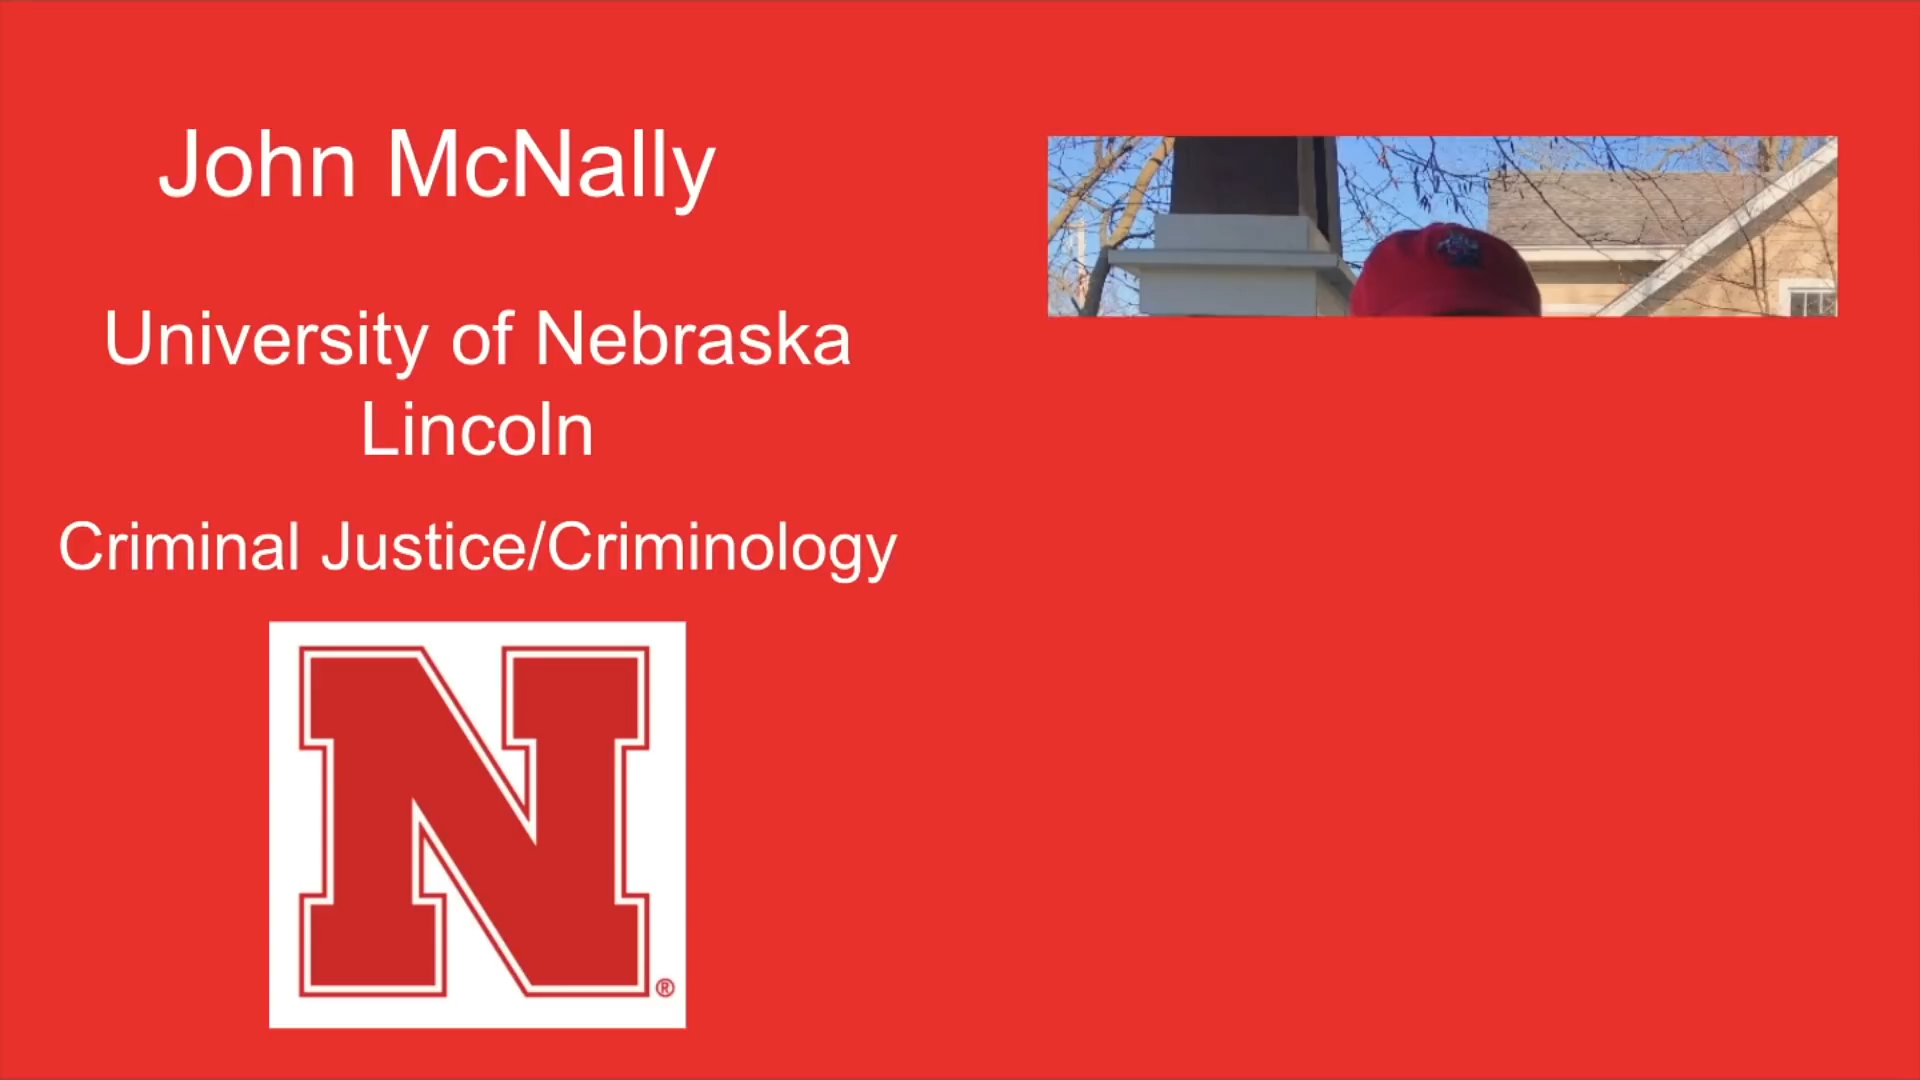 John McNally
University of Nebraska
Lincoln
Criminal Justice/Criminology
N
®